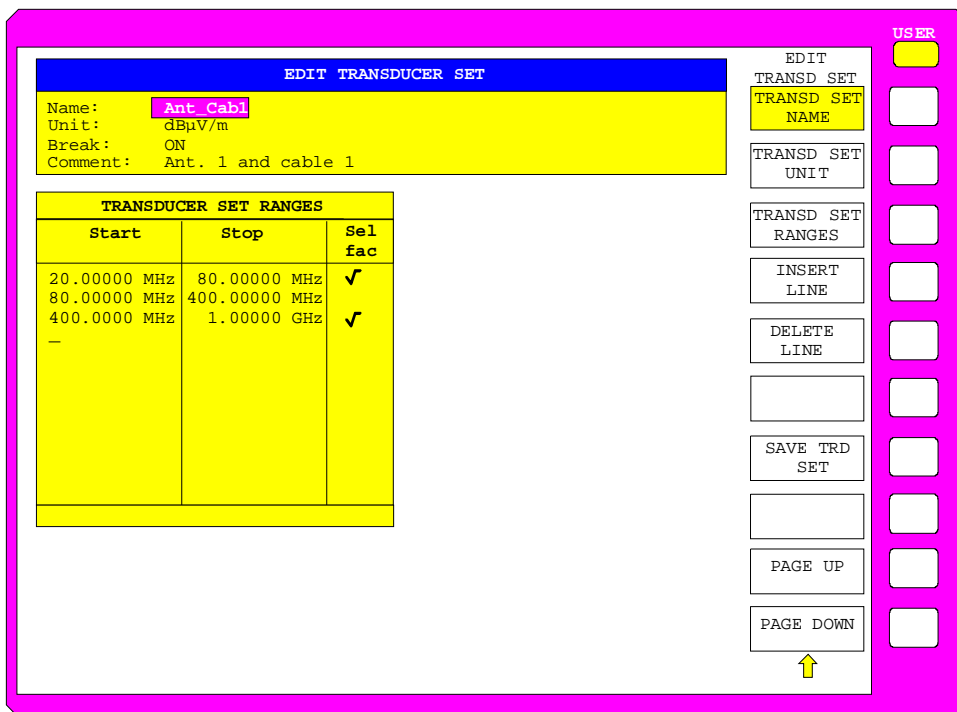 USER
EDIT TRANSDUCER SET
Name: Ant_Cab1
Unit: dBµV/m
Break: ON
Comment: Ant. 1 and cable 1
TRANSDUCER SET RANGES
Start Stop Sel
fac
20.00000 MHz 80.00000 MHz √
80.00000 MHz 400.00000 MHz
400.0000 MHz 1.00000 GHz √
_
EDIT
TRANSD SET
TRANSD SET
NAME
TRANSD SET
UNIT
TRANSD SET
RANGES
INSERT
LINE
DELETE
LINE
SAVE TRD
SET
PAGE UP
PAGE DOWN